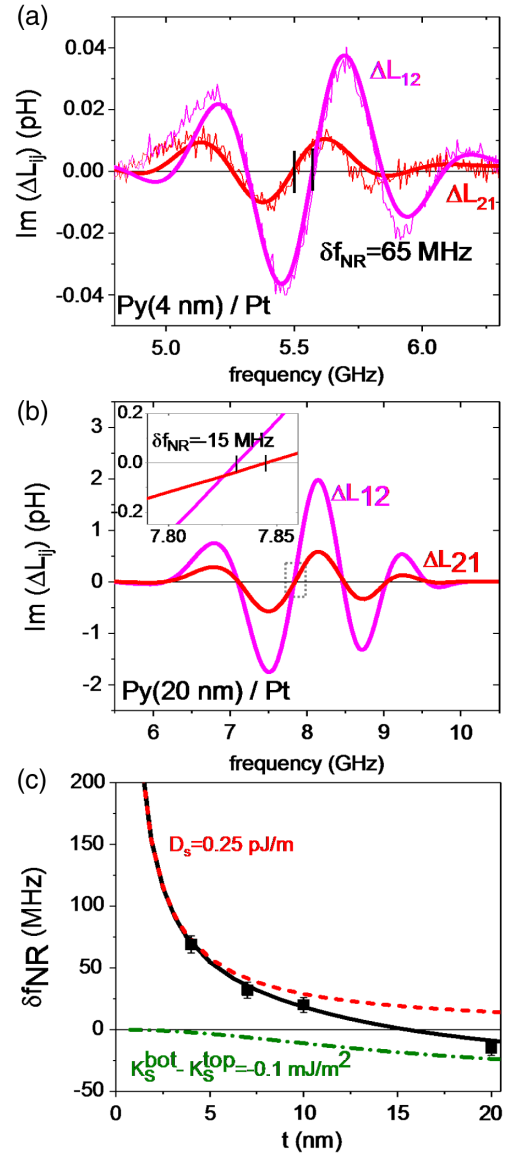 (a)
Im (ΔL_ij) (pH)
0.04
0.02
0.00
-0.02
-0.04
ΔL_12
ΔL_21
δf_NR=65 MHz
Py(4 nm) / Pt
5.0 5.5 6.0
frequency (GHz)
(b)
Im (ΔL_ij) (pH)
3
2
1
0
-1
-2
0.2
0.0
-0.2
δf_NR=-15 MHz
7.80 7.85
ΔL12
ΔL21
Py(20 nm) / Pt
6 7 8 9 10
frequency (GHz)
(c)
δfNR (MHz)
200
150
100
50
0
-50
D_s=0.25 pJ/m
K_S^bot- K_S^top=-0.1 mJ/m^2
0 5 10 15 20
t (nm)